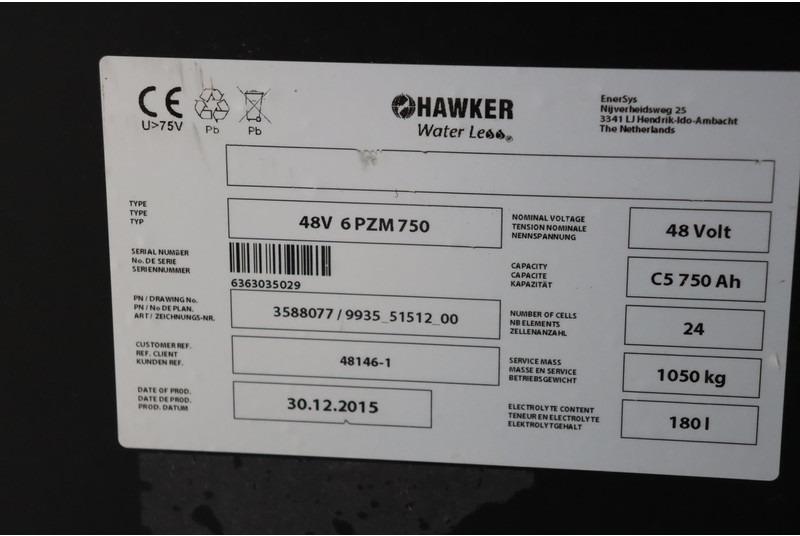 CE
U>75V
Pb
Pb
HAWKER
Water Less®
EnerSys
Nijverheidsweg 25
3341 LJ Hendrik-Ido-Ambacht
The Netherlands
TYPE
TYPE
TYP
48V 6 PZM 750
NOMINAL VOLTAGE
TENSION NOMINALE
NENNSPANNUNG
48 Volt
SERIAL NUMBER
No. DE SERIE
SERIENNUMMER
6363035029
CAPACITY
CAPACITE
KAPAZITÄT
C5 750 Ah
PN / DRAWING No.
PN / No DE PLAN.
ART / ZEICHNUNGS-NR.
3588077 / 9935_51512_00
NUMBER OF CELLS
NB ELEMENTS
ZELLENANZAHL
24
CUSTOMER REF.
REF. CLIENT
KUNDEN REF.
48146-1
SERVICE MASS
MASSE EN SERVICE
BETRIEBSGEWICHT
1050 kg
DATE OF PROD.
DATE DE PROD.
PROD. DATUM
30.12.2015
ELECTROLYTE CONTENT
TENEUR EN ELECTROLYTE
ELEKTROLYTGEHALT
180 l